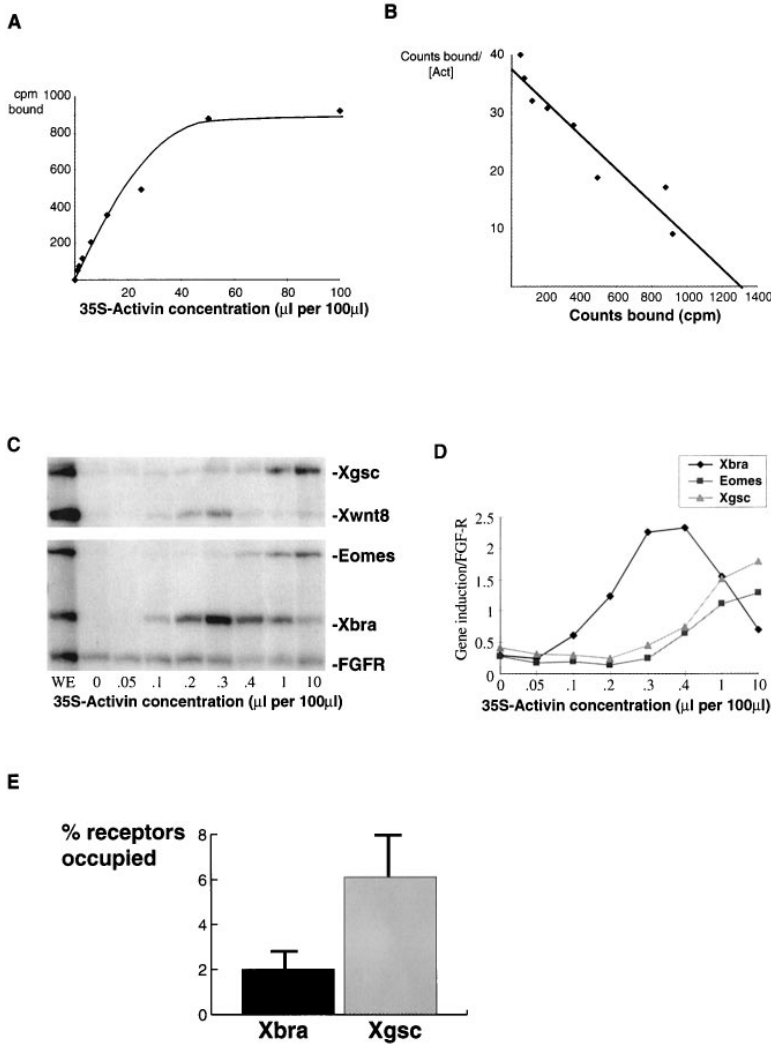 A
cpm
bound
1000
800
600
400
200
0
20
40
60
80
100
35S-Activin concentration (µl per 100µl)
B
Counts bound/
[Act]
40
30
20
10
200 400 600 800 1000 1200 1400
Counts bound (cpm)
C
-Xgsc
-Xwnt8
-Eomes
-Xbra
-FGFR
WE 0 .05 .1 .2 .3 .4 1 10
35S-Activin concentration (µl per 100µl)
D
Xbra
Eomes
Xgsc
Gene induction/FGF-R
2.5
2
1.5
1
0.5
0
0 .05 .1 .2 .3 .4 1 10
35S-Activin concentration (µl per 100µl)
E
% receptors
occupied
8
6
4
2
0
Xbra Xgsc